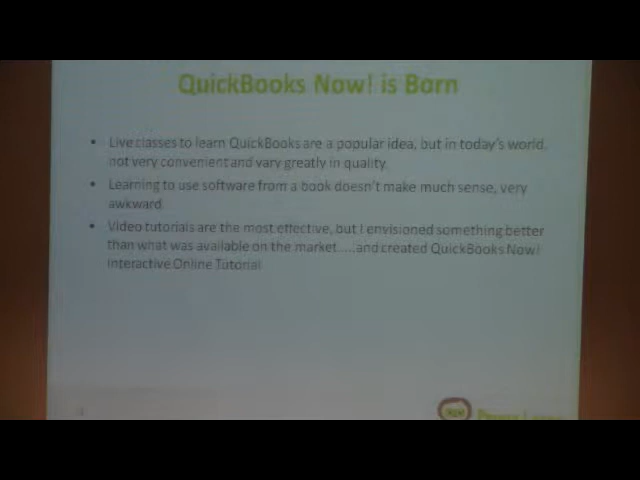 QuickBooks Now! is Born
• Live classes to learn QuickBooks are a popular idea, but in today's world,
not very convenient and vary greatly in quality.
• Learning to use software from a book doesn't make much sense, very
awkward.
• Video tutorials are the most effective, but I envisioned something better
than what was available on the market.....and created QuickBooks Now!
Interactive Online Tutorial